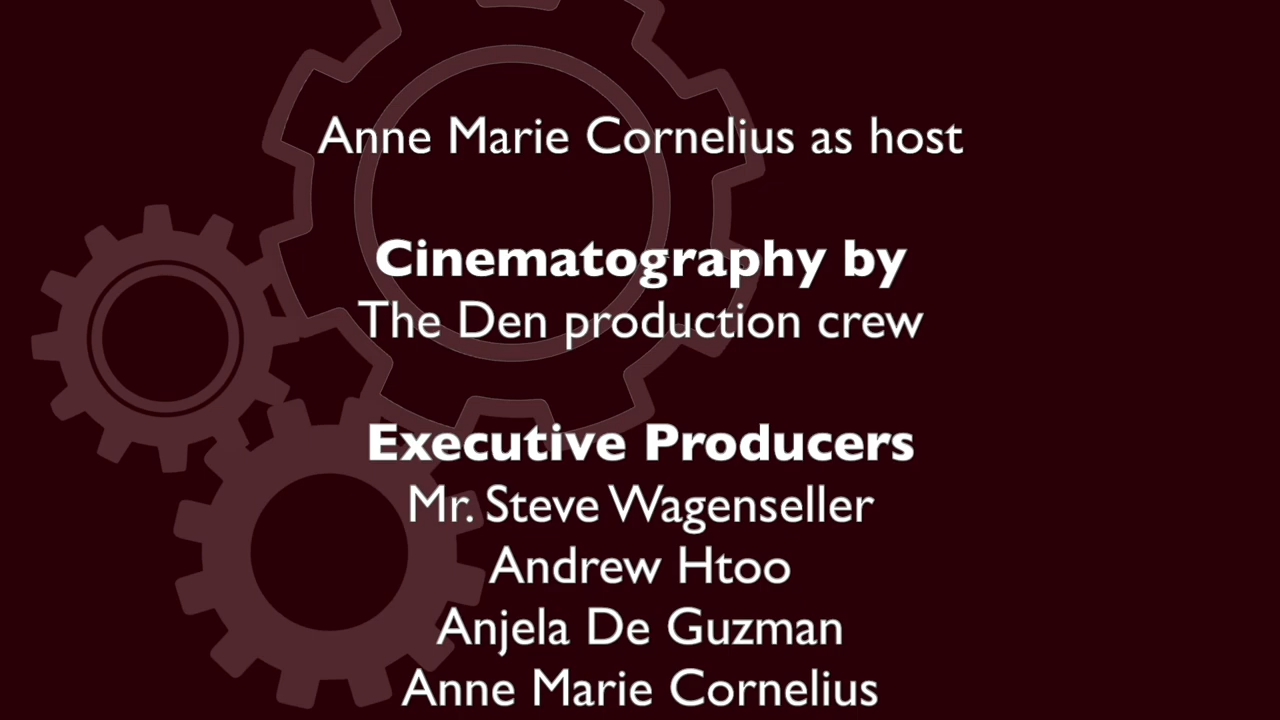 Anne Marie Cornelius as host
Cinematography by
The Den production crew
Executive Producers
Mr. Steve Wagenseller
Andrew Htoo
Anjela De Guzman
Anne Marie Cornelius